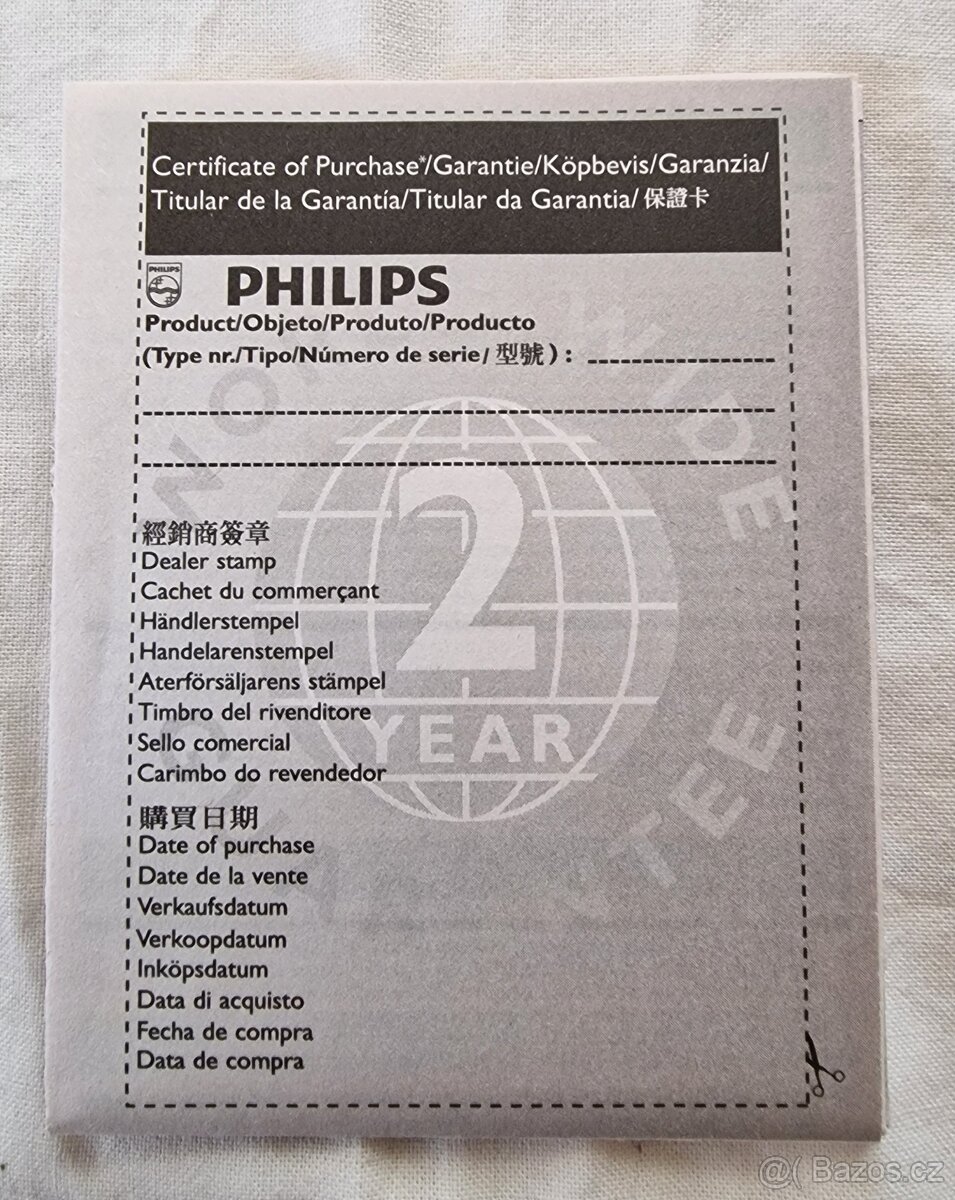 Certificate of Purchase*/Garantie/Köpbevis/Garanzia/
Titular de la Garantía/Titular da Garantia/ 保證卡
PHILIPS
PHILIPS
Product/Objeto/Produto/Producto
(Type nr./Tipo/Número de serie/ 型號 ) :
2
YEAR
經銷商簽章
Dealer stamp
Cachet du commerçant
Händlerstempel
Handelarenstempel
Aterförsäljarens stämpel
Timbro del rivenditore
Sello comercial
Carimbo do revendedor
購買日期
Date of purchase
Date de la vente
Verkaufsdatum
Verkoopdatum
Inköpsdatum
Data di acquisto
Fecha de compra
Data de compra
@( Bazos.cz